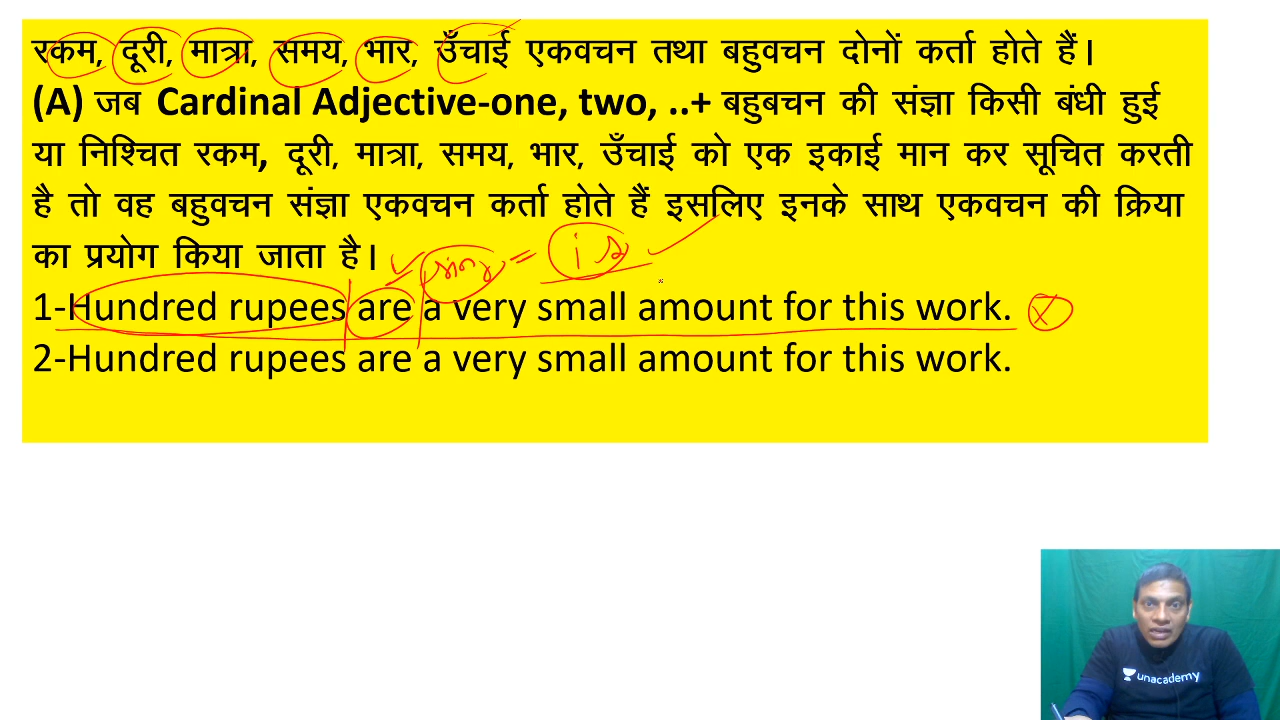 रकम, दूरी, मात्रा, समय, भार, उँचाई एकवचन तथा बहुवचन दोनों कर्ता होते हैं।
(A) जब Cardinal Adjective-one, two, ..+ बहुबचन की संज्ञा किसी बंधी हुई
या निश्चित रकम, दूरी, मात्रा, समय, भार, उँचाई को एक इकाई मान कर सूचित करती
है तो वह बहुवचन संज्ञा एकवचन कर्ता होते हैं इसलिए इनके साथ एकवचन की क्रिया
का प्रयोग किया जाता है।
= is
1-Hundred rupees are a very small amount for this work.
2-Hundred rupees are a very small amount for this work.
unacademy